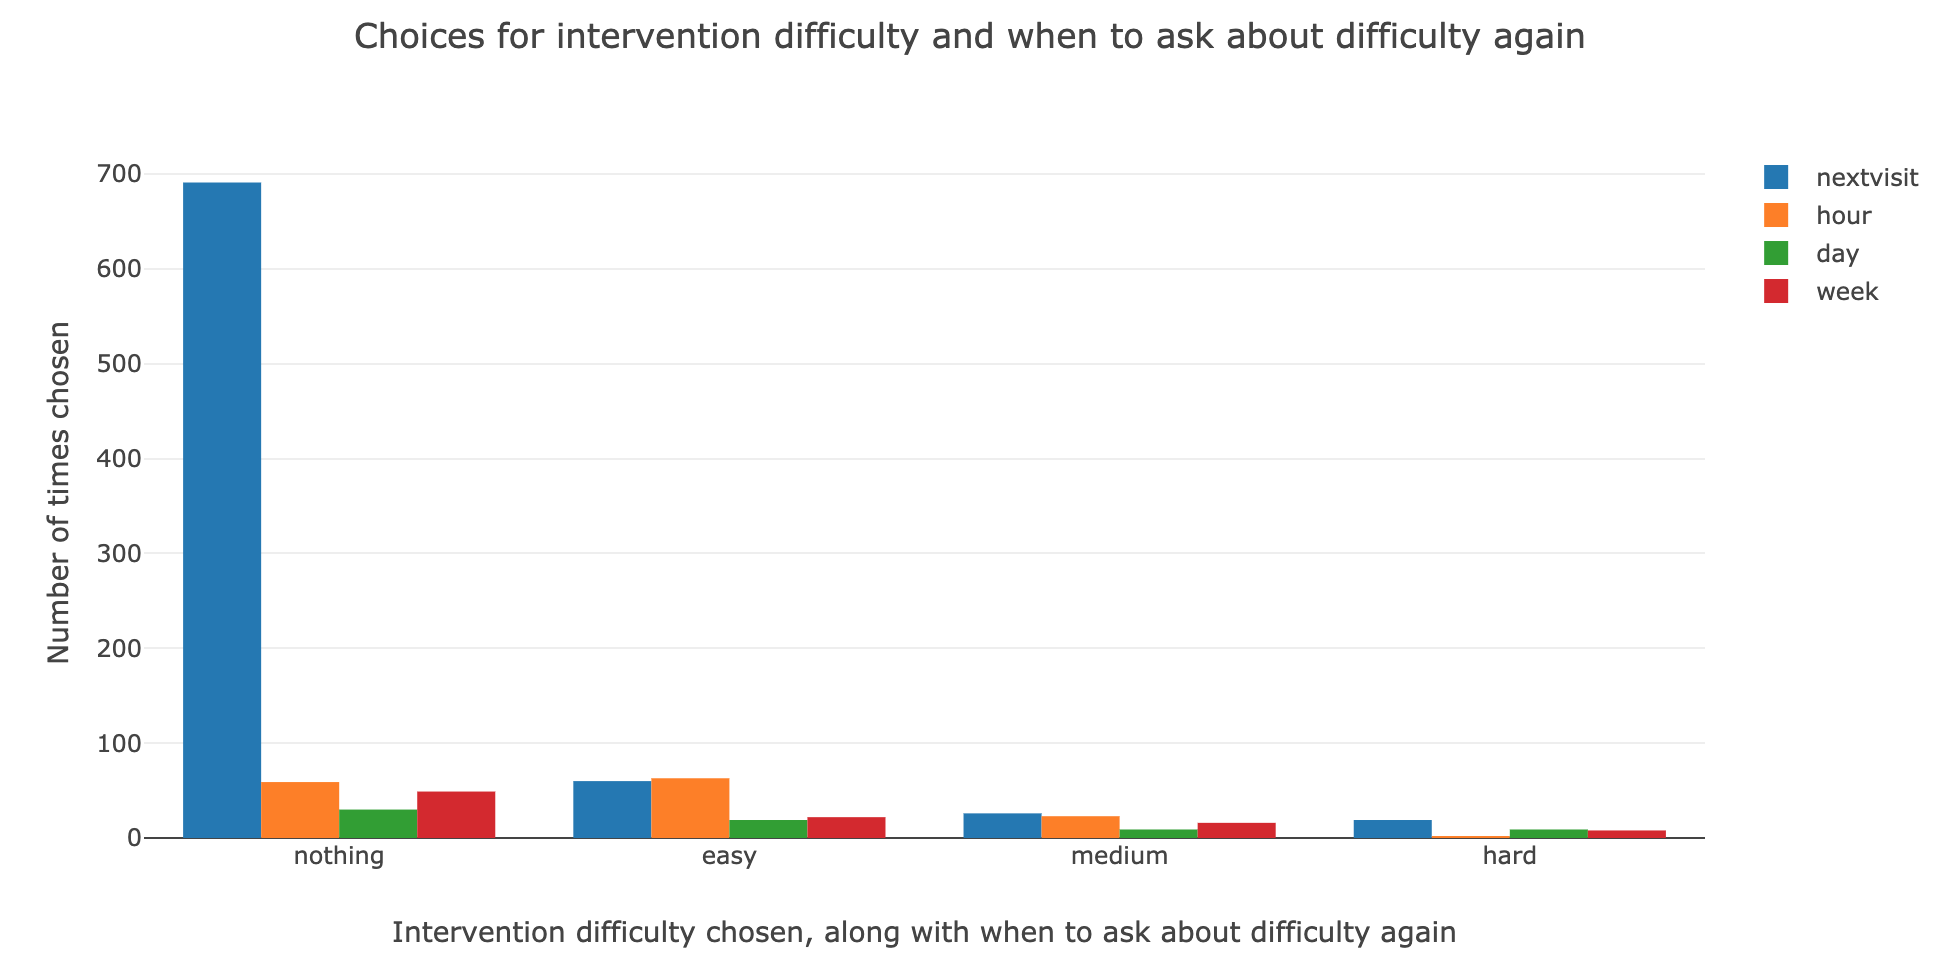 Choices for intervention difficulty and when to ask about difficulty again
700
600
500
400
300
200
100
0
Number of times chosen
nothing
easy
medium
hard
Intervention difficulty chosen, along with when to ask about difficulty again
nextvisit
hour
day
week